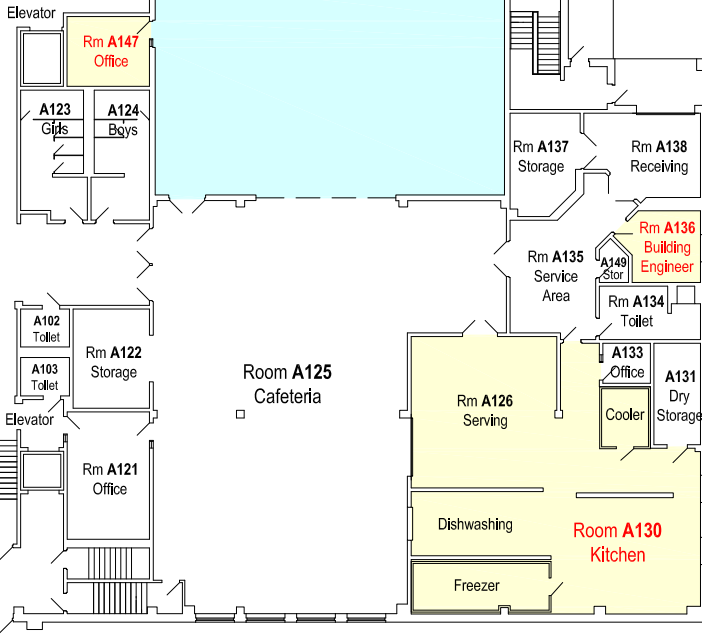 Elevator
Rm A147
Office
A123
Girls
A124
Boys
Rm A137
Storage
Rm A138
Receiving
Rm A136
Building
Engineer
Rm A135
Service
Area
A149
Stor
Rm A134
Toilet
A102
Toilet
Rm A122
Storage
A103
Toilet
Room A125
Cafeteria
A133
Office
A131
Dry
Storage
Rm A126
Serving
Cooler
Elevator
Rm A121
Office
Dishwashing
Room A130
Kitchen
Freezer